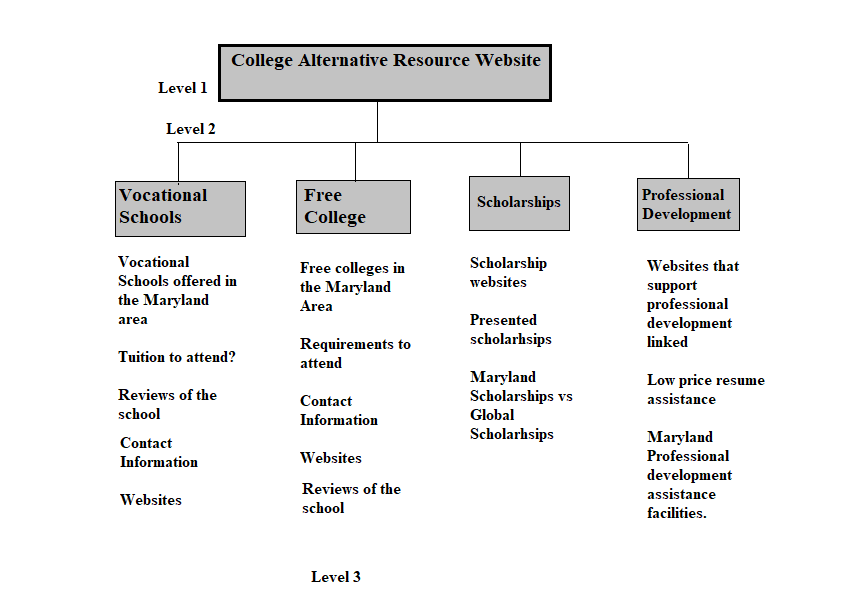 College Alternative Resource Website
Level 1
Level 2
Vocational
Schools
Free
College
Scholarships
Professional
Development
Vocational
Schools offered in
the Maryland
area
Tuition to attend?
Reviews of the
school
Contact
Information
Websites
Free colleges in
the Maryland
Area
Requirements to
attend
Contact
Information
Websites
Reviews of the
school
Scholarship
websites
Presented
scholarhsips
Maryland
Scholarships vs
Global
Scholarhsips
Websites that
support
professional
development
linked
Low price resume
assistance
Maryland
Professional
development
assistance
facilities.
Level 3